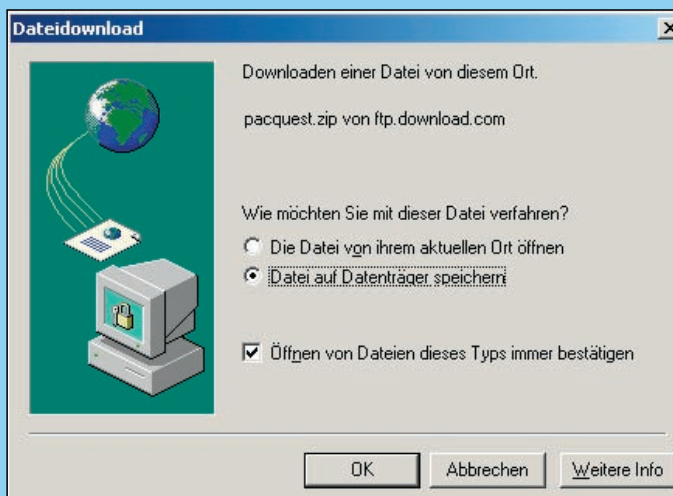 Dateidownload
Downloaden einer Datei von diesem Ort.
pacquest.zip von ftp.download.com
Wie möchten Sie mit dieser Datei verfahren?
Die Datei von ihrem aktuellen Ort öffnen
Datei auf Datenträger speichern
Öffnen von Dateien dieses Typs immer bestätigen
OK
Abbrechen
Weitere Info